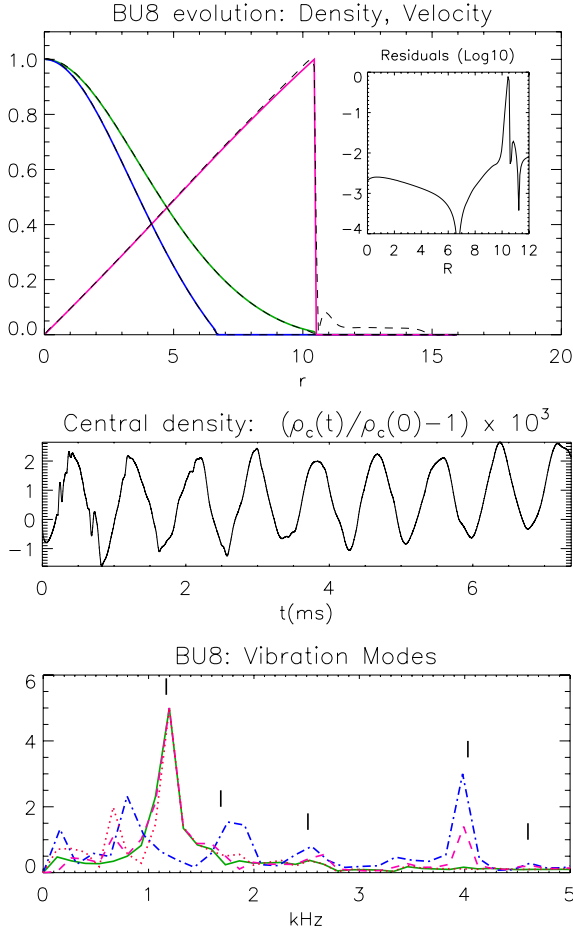 BU8 evolution: Density, Velocity
Residuals (Log10)
1.0
0.8
0.6
0.4
0.2
0.0
0
-1
-2
-3
-4
0 2 4 6 8 10 12
R
0 5 10 15 20
r
Central density: (ρ_c(t)/ρ_c(0)-1) x 10³
2
1
0
-1
0 2 4 6
t(ms)
BU8: Vibration Modes
6
4
2
0
0 1 2 3 4 5
kHz